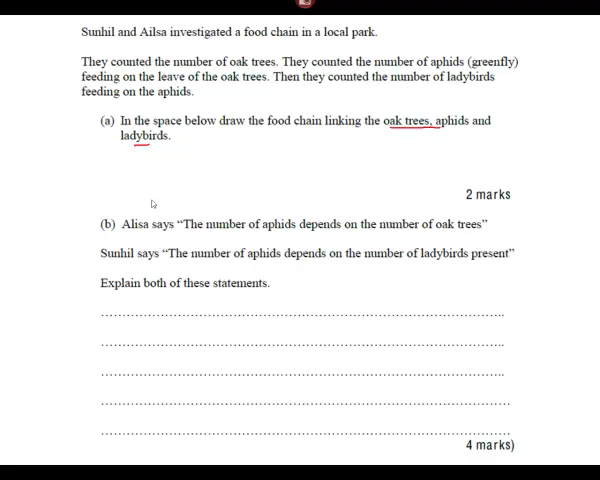 Sunhil and Ailsa investigated a food chain in a local park.
They counted the number of oak trees. They counted the number of aphids (greenfly)
feeding on the leave of the oak trees. Then they counted the number of ladybirds
feeding on the aphids.
(a) In the space below draw the food chain linking the oak trees, aphids and
ladybirds.
2 marks
(b) Alisa says “The number of aphids depends on the number of oak trees”
Sunhil says “The number of aphids depends on the number of ladybirds present”
Explain both of these statements.
4 marks)